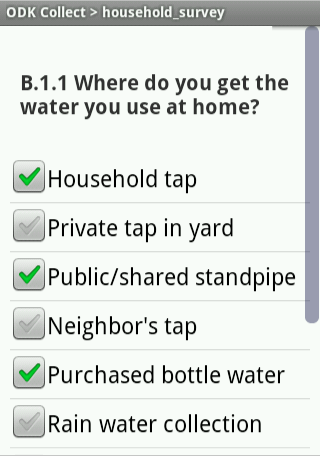 ODK Collect > household_survey
B.1.1 Where do you get the
water you use at home?
Household tap
Private tap in yard
Public/shared standpipe
Neighbor's tap
Purchased bottle water
Rain water collection